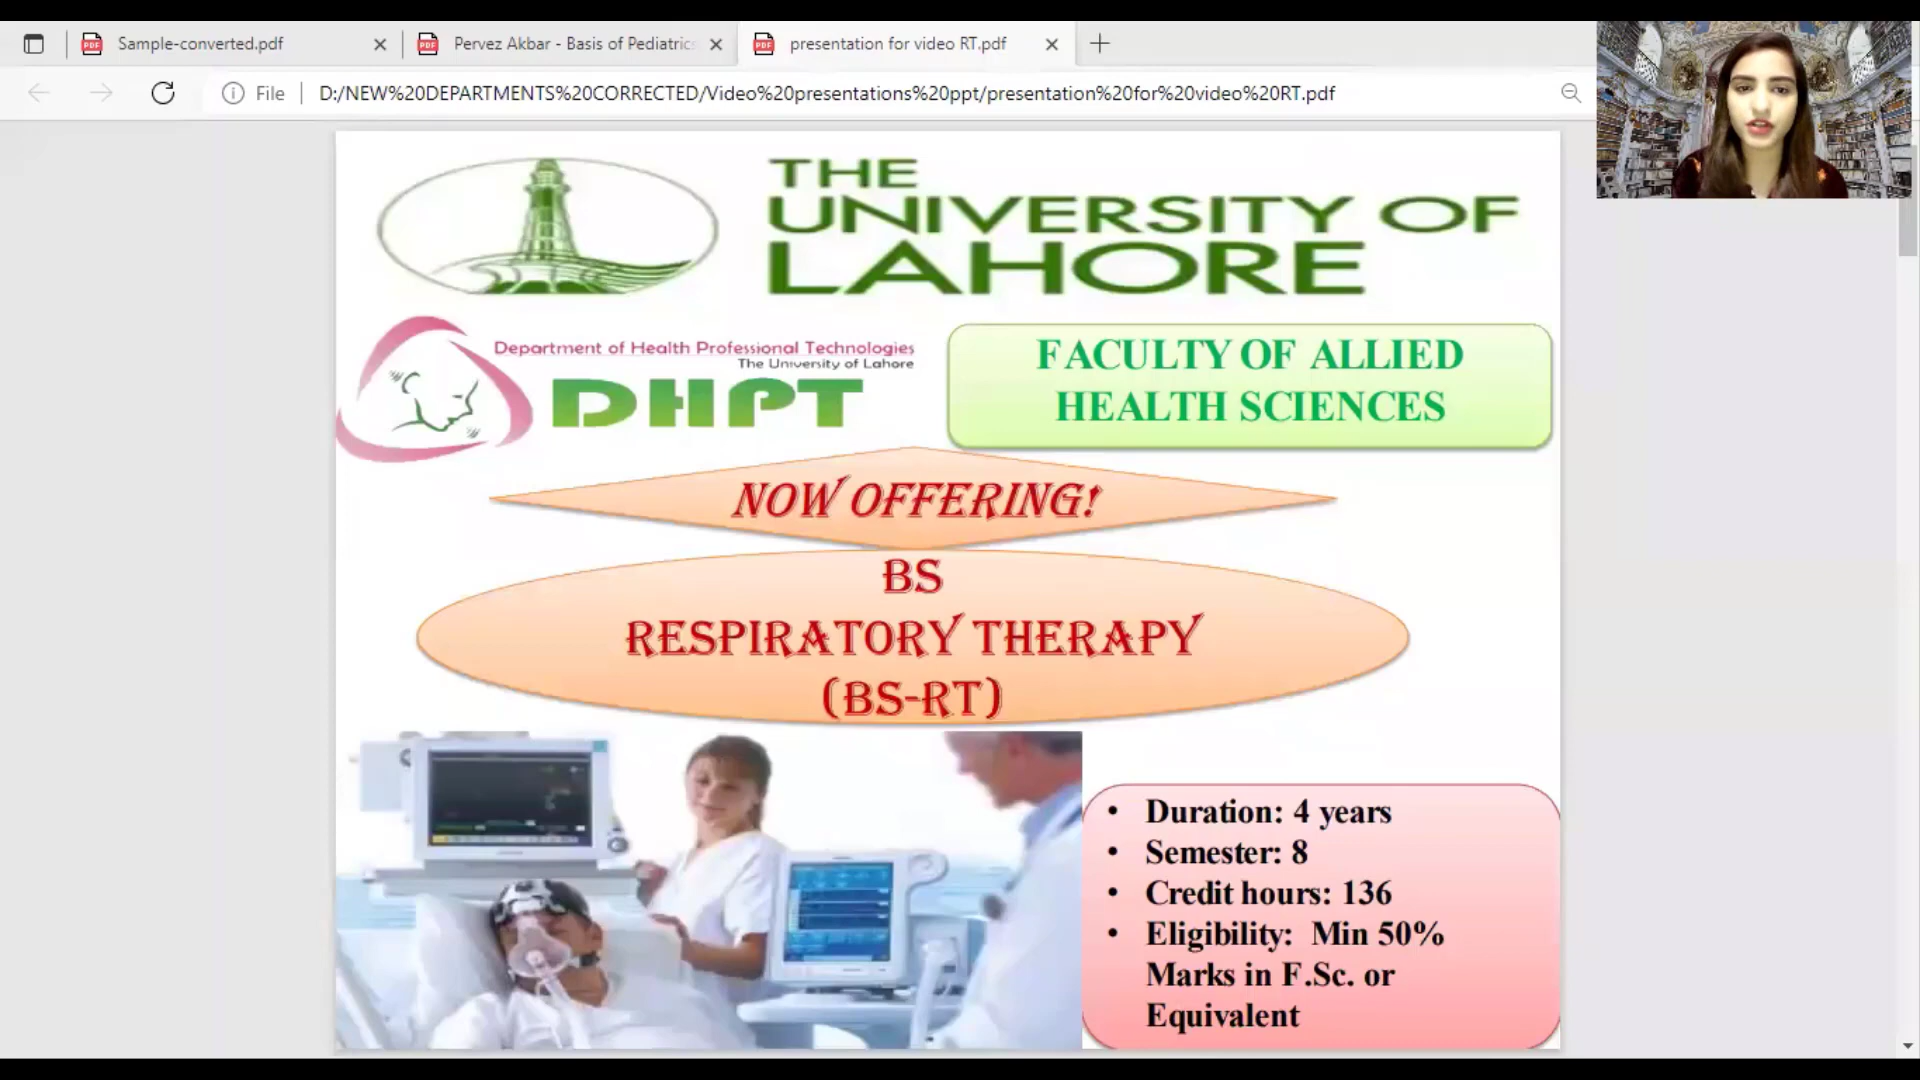 Sample-converted.pdf
Pervez Akbar - Basis of Pediatrics
presentation for video RT.pdf
File
D:/NEW%20DEPARTMENTS%20CORRECTED/Video%20presentations%20ppt/presentation%20for%20video%20RT.pdf
THE
UNIVERSITY OF
LAHORE
Department of Health Professional Technologies
The University of Lahore
DHPT
FACULTY OF ALLIED
HEALTH SCIENCES
NOW OFFERING!
BS
RESPIRATORY THERAPY
(BS-RT)
• Duration: 4 years
• Semester: 8
• Credit hours: 136
• Eligibility: Min 50%
Marks in F.Sc. or
Equivalent